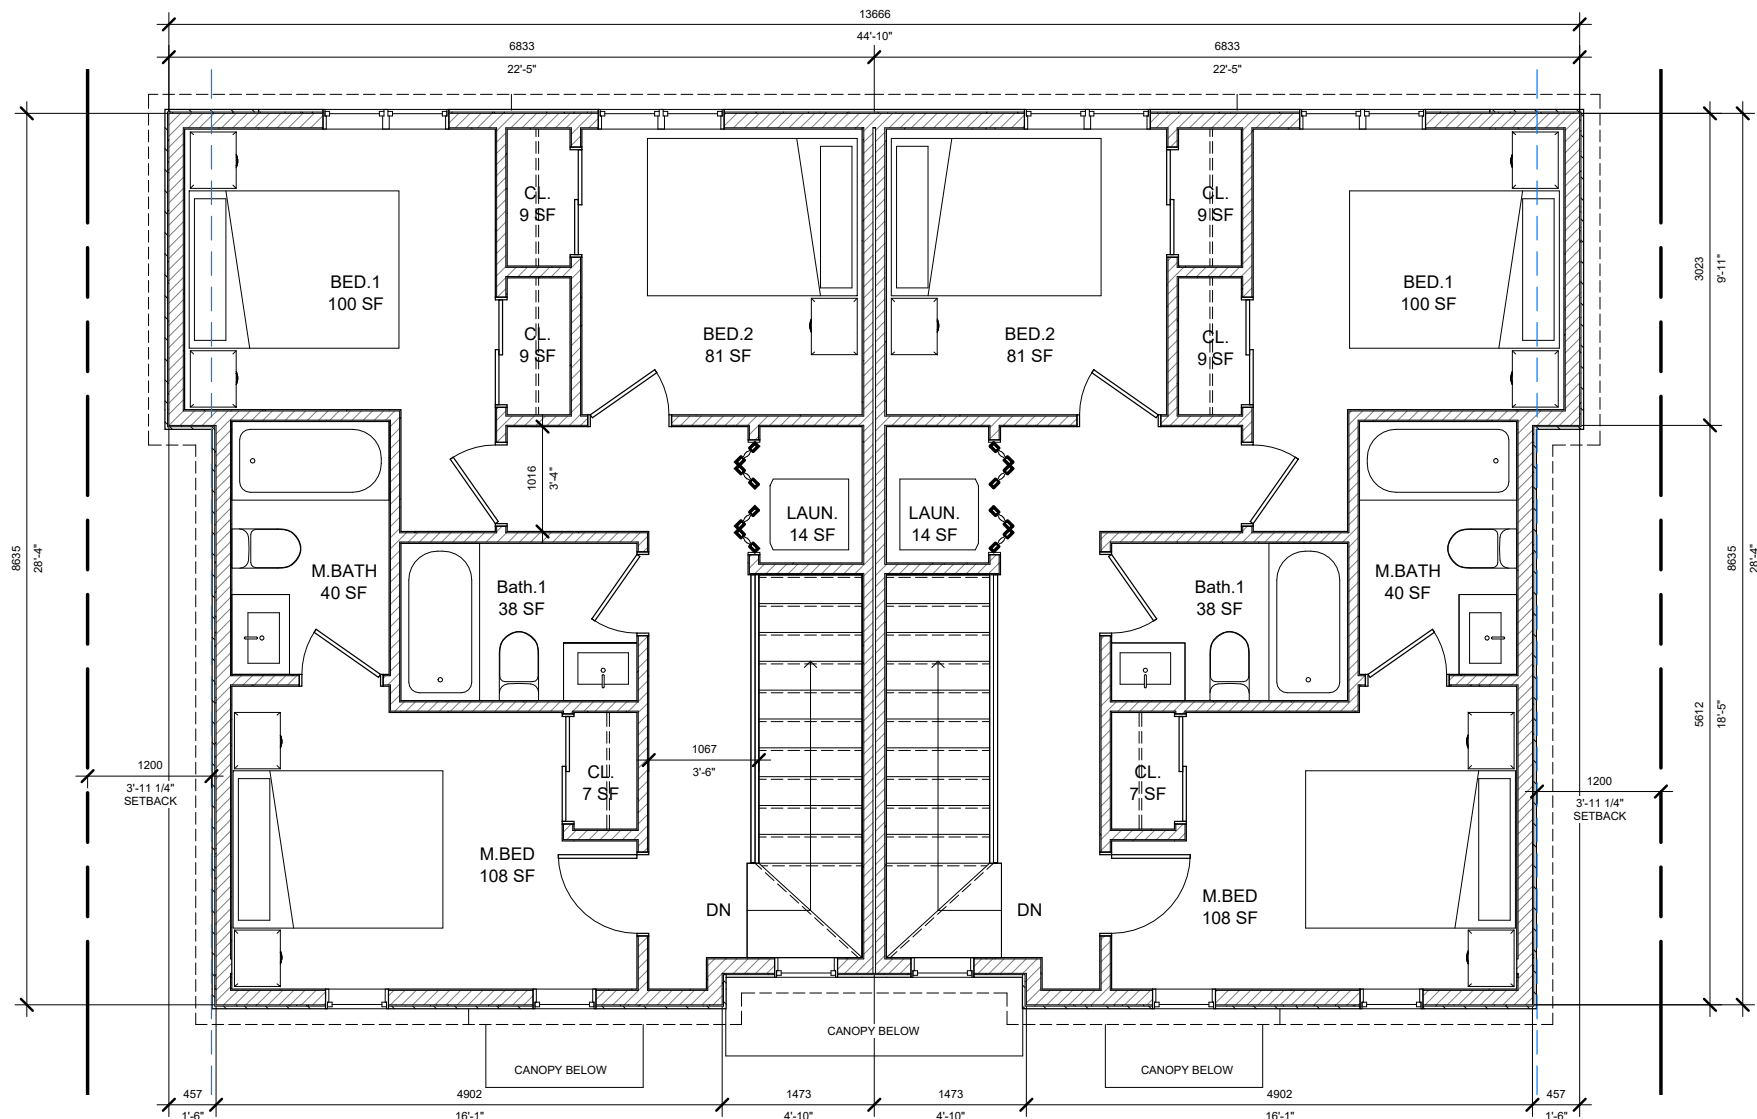 13666
44'-10"
6833
6833
22'-5"
22'-5"
3023
9'-11"
CL.
9 SF
CL.
9 SF
BED.1
100 SF
BED.1
100 SF
CL.
9 SF
BED.2
81 SF
BED.2
81 SF
CL.
9 SF
1016
3'-4"
LAUN.
14 SF
LAUN.
14 SF
8635
28'-4"
8635
28'-4"
M.BATH
40 SF
Bath.1
38 SF
Bath.1
38 SF
M.BATH
40 SF
5612
18'-5"
1067
3'-6"
1200
3'-11 1/4"
SETBACK
CL.
7 SF
CL.
7 SF
1200
3'-11 1/4"
SETBACK
M.BED
108 SF
DN
DN
M.BED
108 SF
CANOPY BELOW
CANOPY BELOW
CANOPY BELOW
457
4902
1473
1473
4902
457
1'-6"
16'-1"
4'-10"
4'-10"
16'-1"
1'-6"